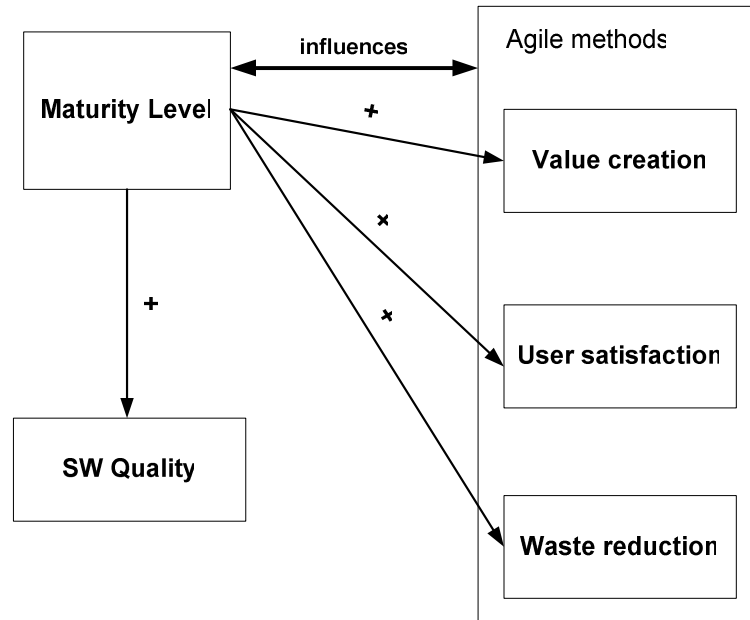 influences
Agile methods
Maturity Level
+
Value creation
+
+
User satisfaction
+
SW Quality
Waste reduction